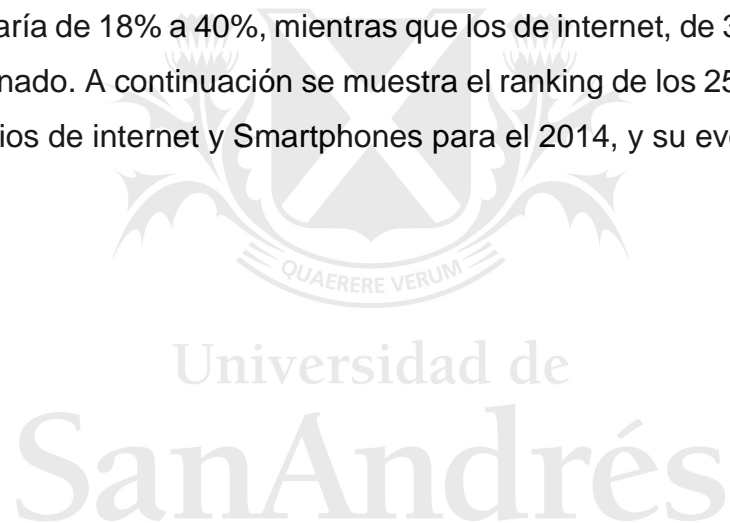 aría de 18% a 40%, mientras que los de internet, de 3
nado. A continuación se muestra el ranking de los 25
ios de internet y Smartphones para el 2014, y su evo
QUAERERE VERUM
Universidad de
SanAndrés